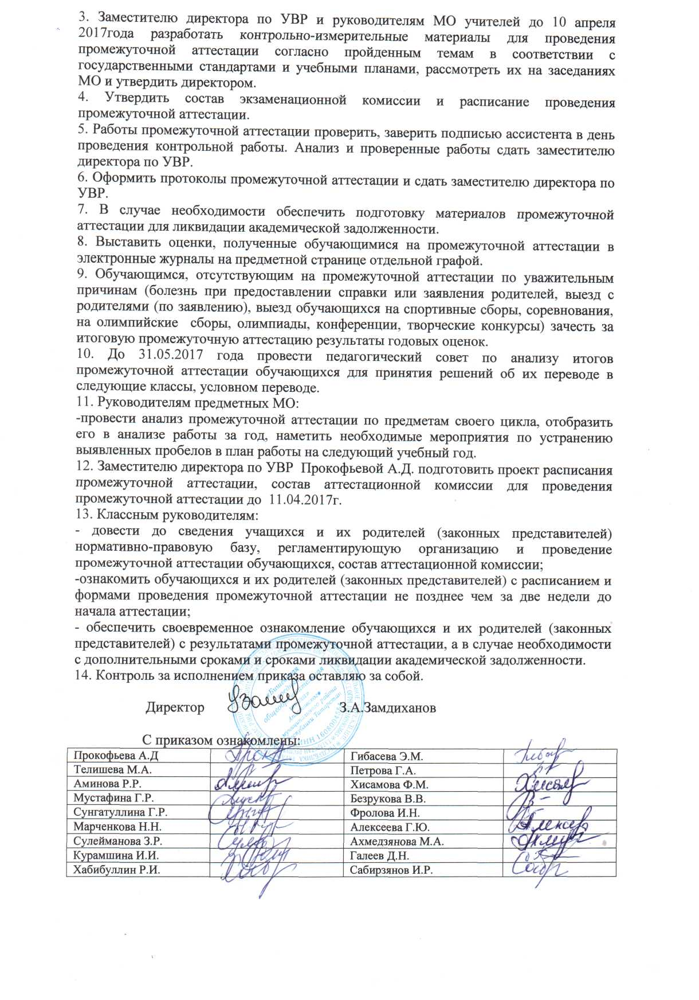 3. Заместителю директора по УВР и руководителям МО учителей до 10 апреля
2017года разработать контрольно-измерительные материалы для проведения
промежуточной аттестации согласно пройденным темам в соответствии с
государственными стандартами и учебными планами, рассмотреть их на заседаниях
МО и утвердить директором.
4. Утвердить состав экзаменационной комиссии и расписание проведения
промежуточной аттестации.
5. Работы промежуточной аттестации проверить, заверить подписью ассистента в день
проведения контрольной работы. Анализ и проверенные работы сдать заместителю
директора по УВР.
6. Оформить протоколы промежуточной аттестации и сдать заместителю директора по
УВР.
7. В случае необходимости обеспечить подготовку материалов промежуточной
аттестации для ликвидации академической задолженности.
8. Выставить оценки, полученные обучающимися на промежуточной аттестации в
электронные журналы на предметной странице отдельной графой.
9. Обучающимся, отсутствующим на промежуточной аттестации по уважительным
причинам (болезнь при предоставлении справки или заявления родителей, выезд с
родителями (по заявлению), выезд обучающихся на спортивные сборы, соревнования,
на олимпийские сборы, олимпиады, конференции, творческие конкурсы) зачесть за
итоговую промежуточную аттестацию результаты годовых оценок.
10. До 31.05.2017 года провести педагогический совет по анализу итогов
промежуточной аттестации обучающихся для принятия решений об их переводе в
следующие классы, условном переводе.
11. Руководителям предметных МО:
-провести анализ промежуточной аттестации по предметам своего цикла, отобразить
его в анализе работы за год, наметить необходимые мероприятия по устранению
выявленных пробелов в план работы на следующий учебный год.
12. Заместителю директора по УВР Прокофьевой А.Д. подготовить проект расписания
промежуточной аттестации, состав аттестационной комиссии для проведения
промежуточной аттестации до 11.04.2017г.
13. Классным руководителям:
- довести до сведения учащихся и их родителей (законных представителей)
нормативно-правовую базу, регламентирующую организацию и проведение
промежуточной аттестации обучающихся, состав аттестационной комиссии;
-ознакомить обучающихся и их родителей (законных представителей) с расписанием и
формами проведения промежуточной аттестации не позднее чем за две недели до
начала аттестации;
- обеспечить своевременное ознакомление обучающихся и их родителей (законных
представителей) с результатами промежуточной аттестации, а в случае необходимости
с дополнительными сроками и сроками ликвидации академической задолженности.
14. Контроль за исполнением приказа оставляю за собой.
Директор З.А.Замдиханов
С приказом ознакомлены:
Прокофьева А.Д Гибасева Э.М.
Телишева М.А. Петрова Г.А.
Аминова Р.Р. Хисамова Ф.М.
Мустафина Г.Р. Безрукова В.В.
Сунгатуллина Г.Р. Фролова И.Н.
Марченкова Н.Н. Алексеева Г.Ю.
Сулейманова З.Р. Ахмедзянова М.А.
Курамшина И.И. Галеев Д.Н.
Хабибуллин Р.И. Сабирзянов И.Р.